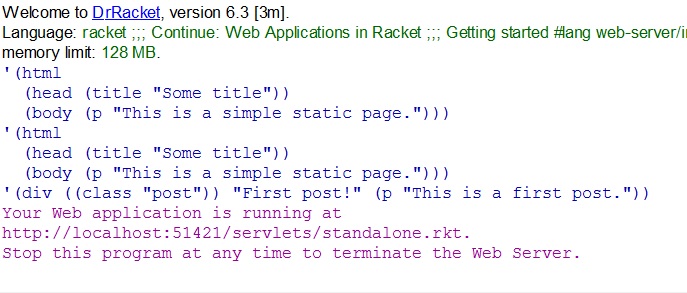 Welcome to DrRacket, version 6.3 [3m].
Language: racket ;;; Continue: Web Applications in Racket ;;; Getting started #lang
memory limit: 128 MB.
'(html
(head (title "Some title"))
(body (p "This is a simple static page.")))
'(html
(head (title "Some title"))
(body (p "This is a simple static page.")))
'(div ((class "post")) "First post!" (p "This is a first post."))
Your Web application is running at
http://localhost:51421/servlets/standalone.rkt.
Stop this program at any time to terminate the Web Server.